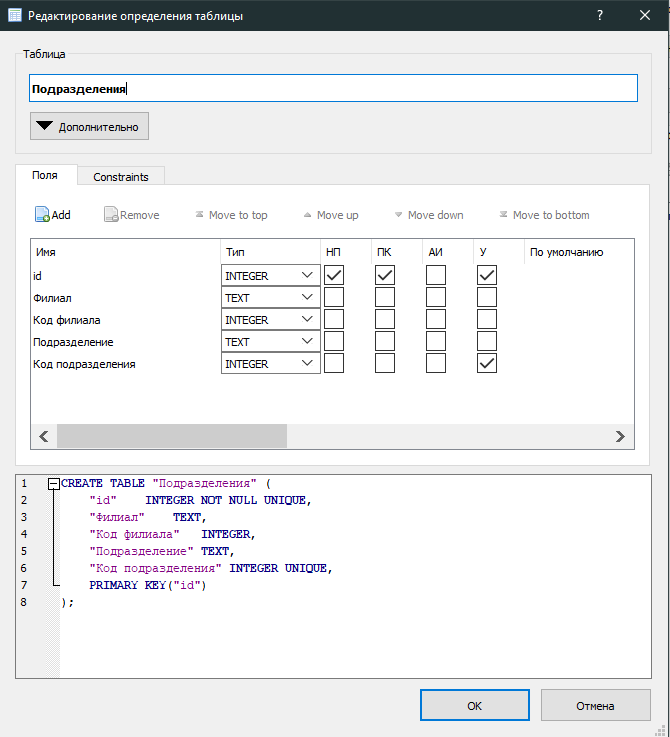 Редактирование определения таблицы
?
Таблица
Подразделения
Дополнительно
Поля Constraints
Add Remove Move to top Move up Move down Move to bottom
Имя Тип НП ПК АИ У По умолчанию
id INTEGER
Филиал TEXT
Код филиала INTEGER
Подразделение TEXT
Код подразделения INTEGER
1 CREATE TABLE "Подразделения" (
2 "id" INTEGER NOT NULL UNIQUE,
3 "Филиал" TEXT,
4 "Код филиала" INTEGER,
5 "Подразделение" TEXT,
6 "Код подразделения" INTEGER UNIQUE,
7 PRIMARY KEY("id")
8 );
OK Отмена